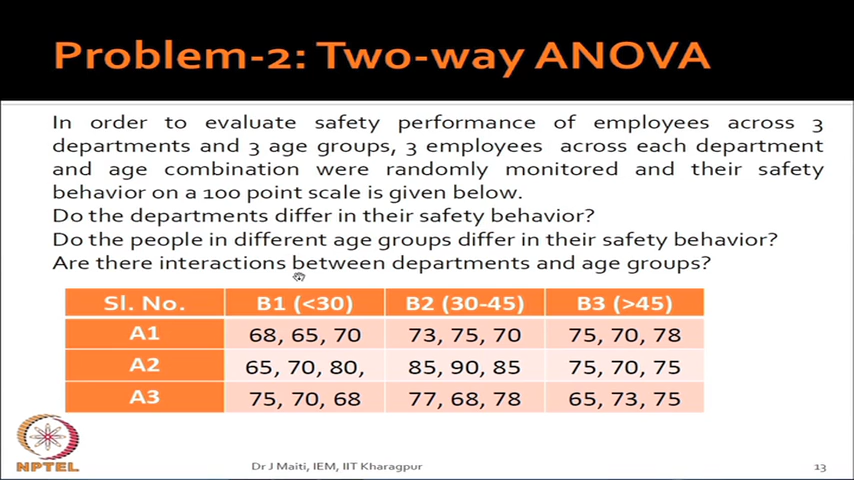 Problem-2: Two-way ANOVA
In order to evaluate safety performance of employees across 3
departments and 3 age groups, 3 employees across each department
and age combination were randomly monitored and their safety
behavior on a 100 point scale is given below.
Do the departments differ in their safety behavior?
Do the people in different age groups differ in their safety behavior?
Are there interactions between departments and age groups?
Sl. No. B1 (<30) B2 (30-45) B3 (>45)
A1 68, 65, 70 73, 75, 70 75, 70, 78
A2 65, 70, 80, 85, 90, 85 75, 70, 75
A3 75, 70, 68 77, 68, 78 65, 73, 75
NPTEL
Dr J Maiti, IEM, IIT Kharagpur
13